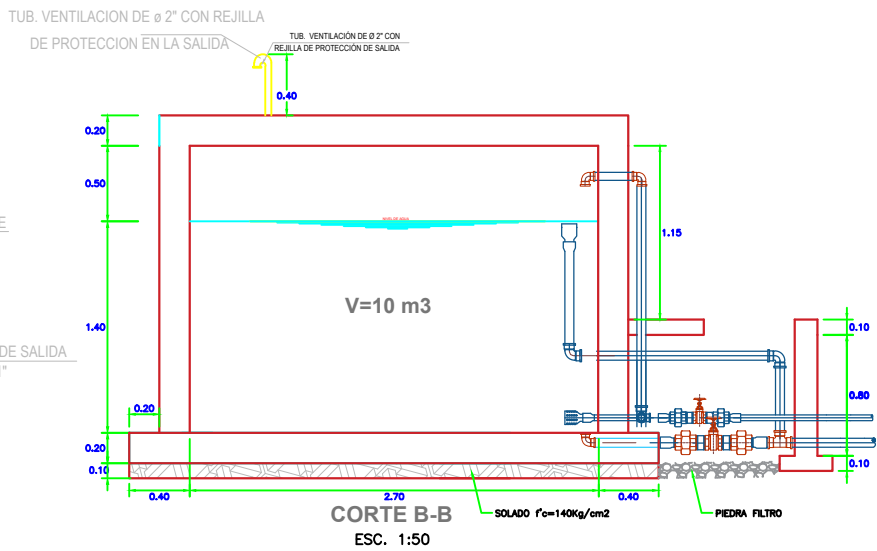 TUB. VENTILACION DE ø 2" CON REJILLA
DE PROTECCION EN LA SALIDA
TUB. VENTILACIÓN DE Ø 2" CON
REJILLA DE PROTECCIÓN DE SALIDA
0.40
0.20
0.50
NIVEL DE AGUA
E
1.15
V=10 m3
1.40
0.10
DE SALIDA
0.80
0.20
0.20
0.10
0.10
0.40
2.70
0.40
CORTE B-B
SOLADO f'c=140Kg/cm2
PIEDRA FILTRO
ESC. 1:50